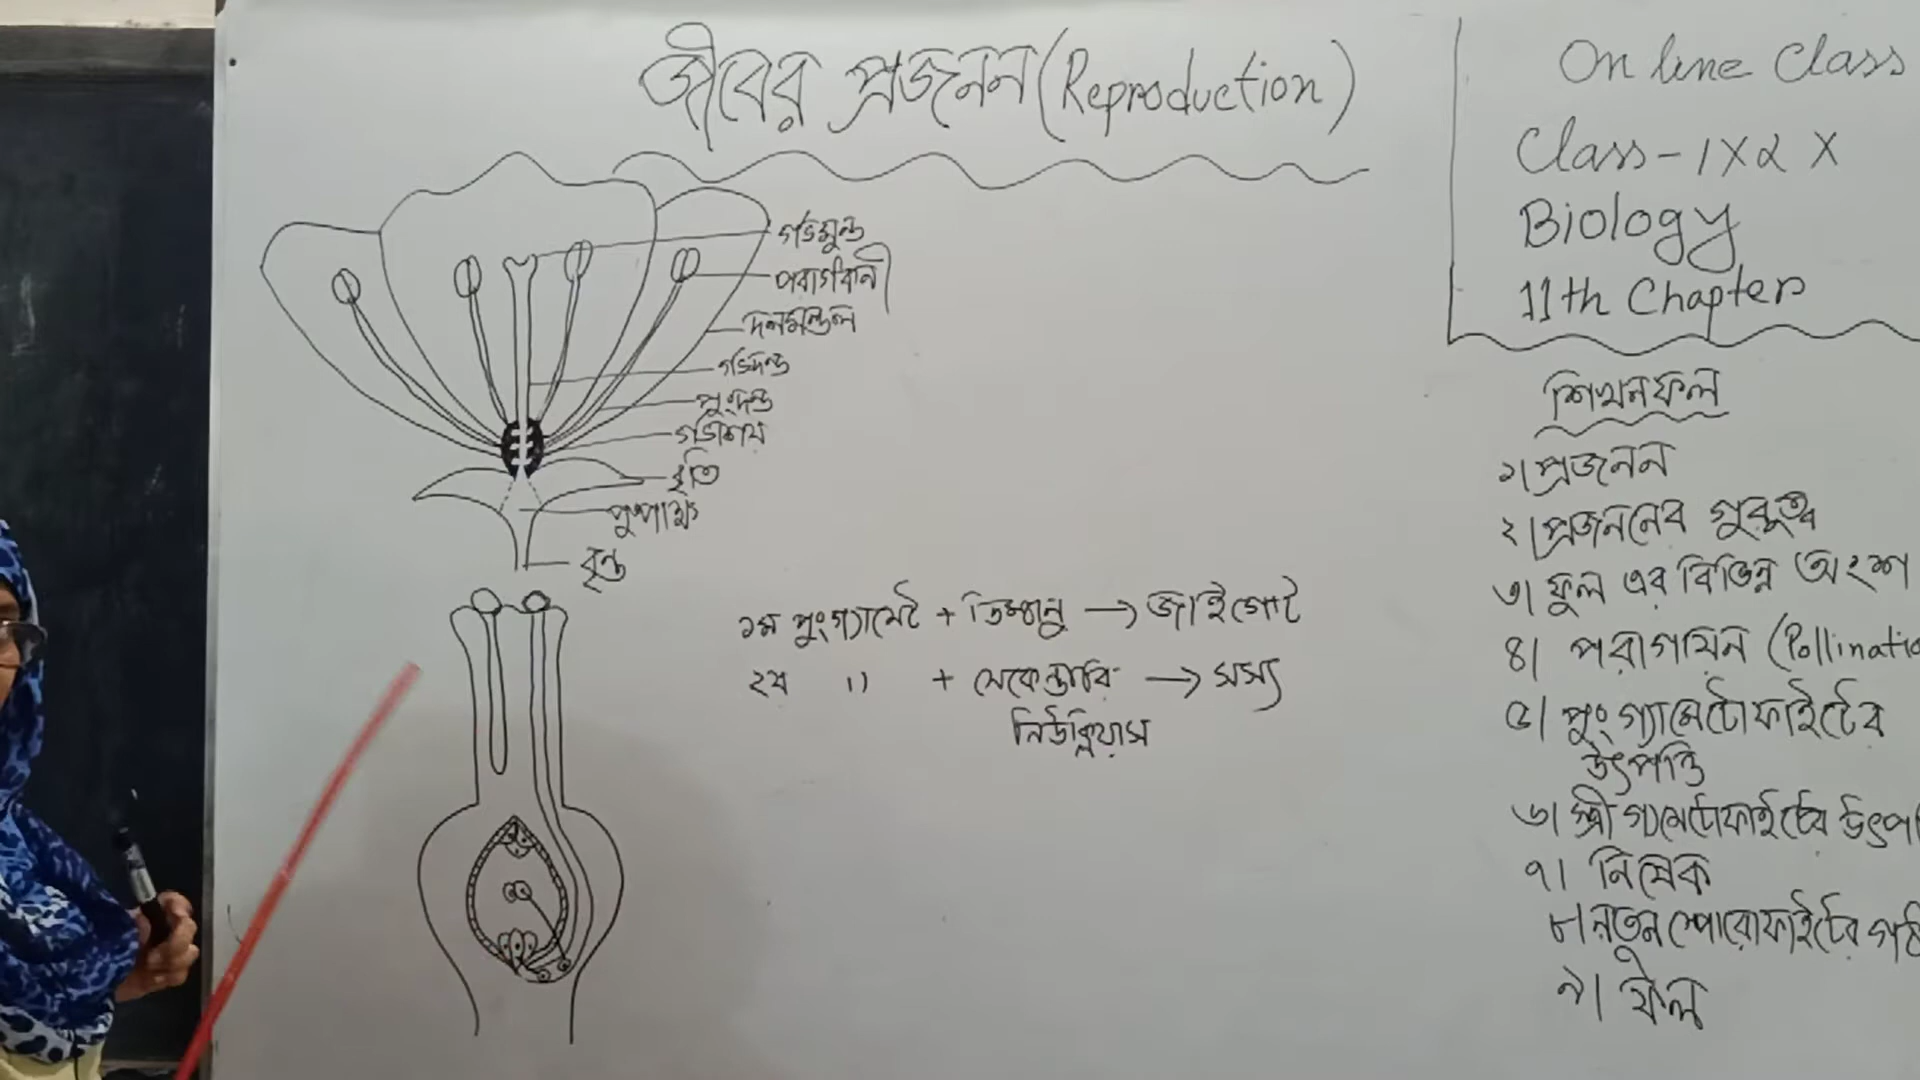 জীবের প্রজনন (Reproduction)
গর্ভমুন্ড
পরাগধানী
দলমন্ডল
গর্ভদন্ড
পুংদন্ড
গর্ভাশয়
বৃতি
পুষ্পাক্ষ
বৃন্ত
১ম পুংগ্যামেট + ডিম্বানু → জাইগোট
২য় " + সেকেন্ডারি → সস্য
নিউক্লিয়াস
Online Class
Class - IX & X
Biology
11th Chapter
শিখনফল
১। প্রজনন
২। প্রজননের গুরুত্ব
৩। ফুল এর বিভিন্ন অংশ
৪। পরাগায়ন (Pollinatio
৫। পুংগ্যামেটোফাইটের
উৎপত্তি
৬। স্ত্রী গ্যামেটোফাইটের উৎপ
৭। নিষেক
৮। নতুন স্পোরোফাইটের গঠ
৯। ফল